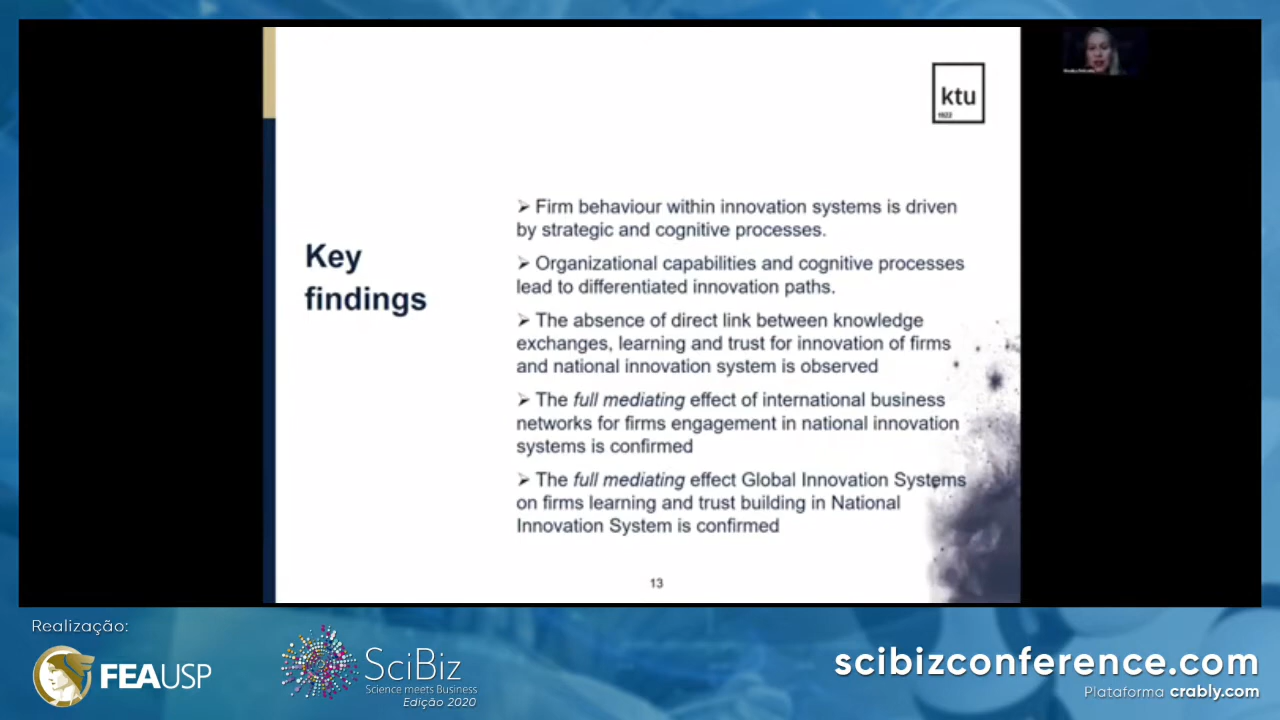 ktu
1922
Key
findings
➢ Firm behaviour within innovation systems is driven
by strategic and cognitive processes.
➢ Organizational capabilities and cognitive processes
lead to differentiated innovation paths.
➢ The absence of direct link between knowledge
exchanges, learning and trust for innovation of firms
and national innovation system is observed
➢ The full mediating effect of international business
networks for firms engagement in national innovation
systems is confirmed
➢ The full mediating effect Global Innovation Systems
on firms learning and trust building in National
Innovation System is confirmed
13
Realização:
FEAUSP
SciBiz
Science meets Business
Edição 2020
scibizconference.com
Plataforma crably.com